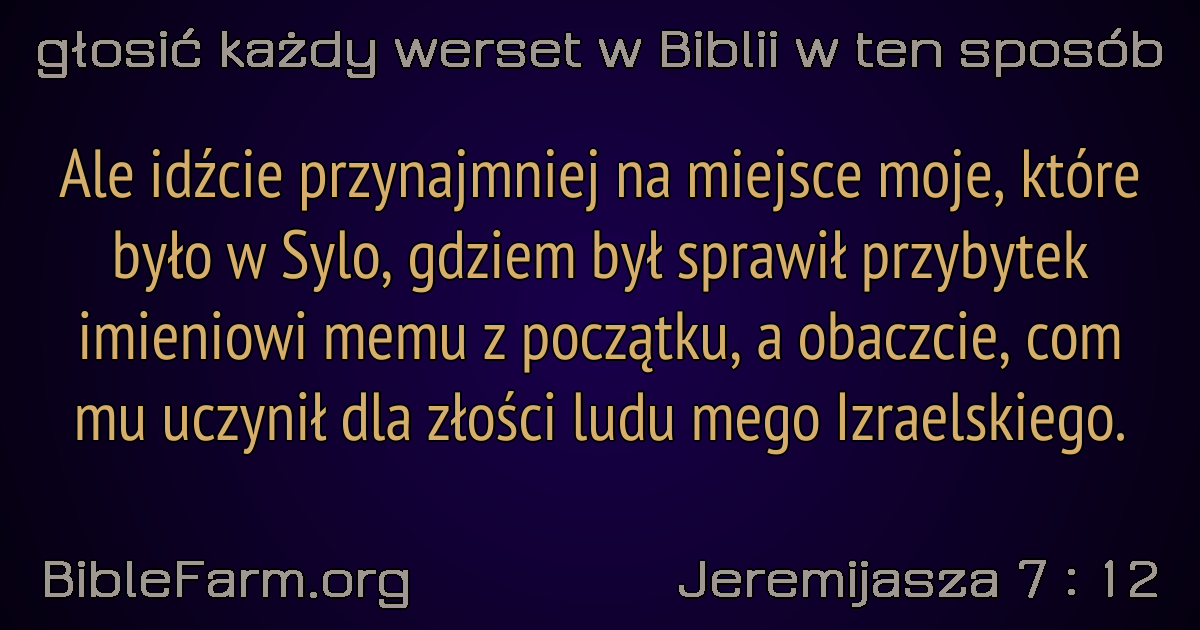 głosić każdy werset w Biblii w ten sposób
Ale idźcie przynajmniej na miejsce moje, które
było w Sylo, gdziem był sprawił przybytek
imieniowi memu z początku, a obaczcie, com
mu uczynił dla złości ludu mego Izraelskiego.
BibleFarm.org
Jeremijasza 7 : 12